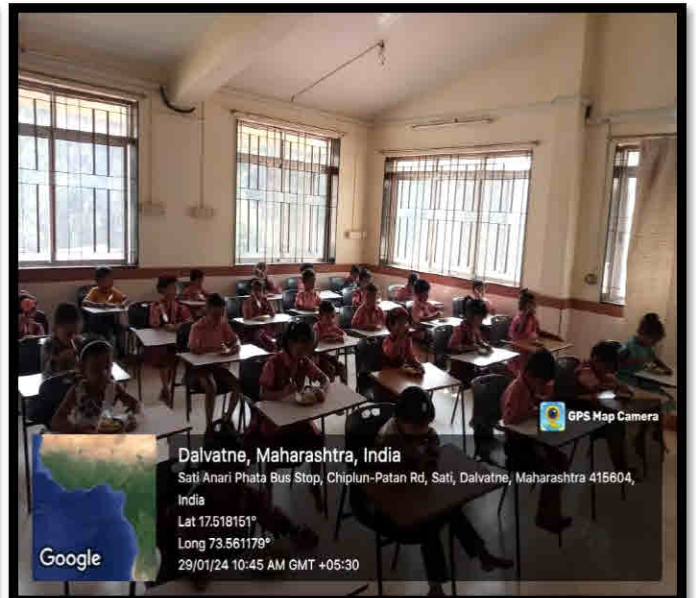 GPS Map Camera
Dalvatne, Maharashtra, India
Sati Anari Phata Bus Stop, Chiplun-Patan Rd, Sati, Dalvatne, Maharashtra 415604,
India
Lat 17.518151°
Long 73.561179°
29/01/24 10:45 AM GMT +05:30
Google